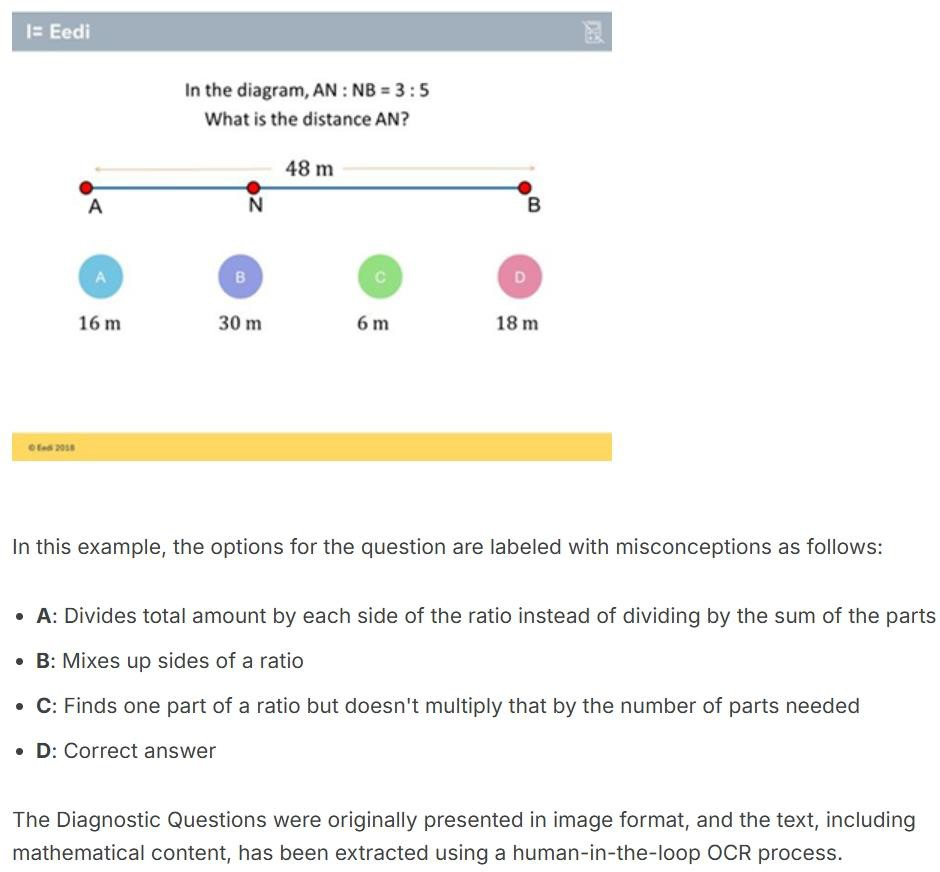 I= Eedi
In the diagram, AN : NB = 3 : 5
What is the distance AN?
48 m
A N B
A B C D
16 m 30 m 6 m 18 m
© Eedi 2018
In this example, the options for the question are labeled with misconceptions as follows:
• A: Divides total amount by each side of the ratio instead of dividing by the sum of the parts
• B: Mixes up sides of a ratio
• C: Finds one part of a ratio but doesn't multiply that by the number of parts needed
• D: Correct answer
The Diagnostic Questions were originally presented in image format, and the text, including
mathematical content, has been extracted using a human-in-the-loop OCR process.